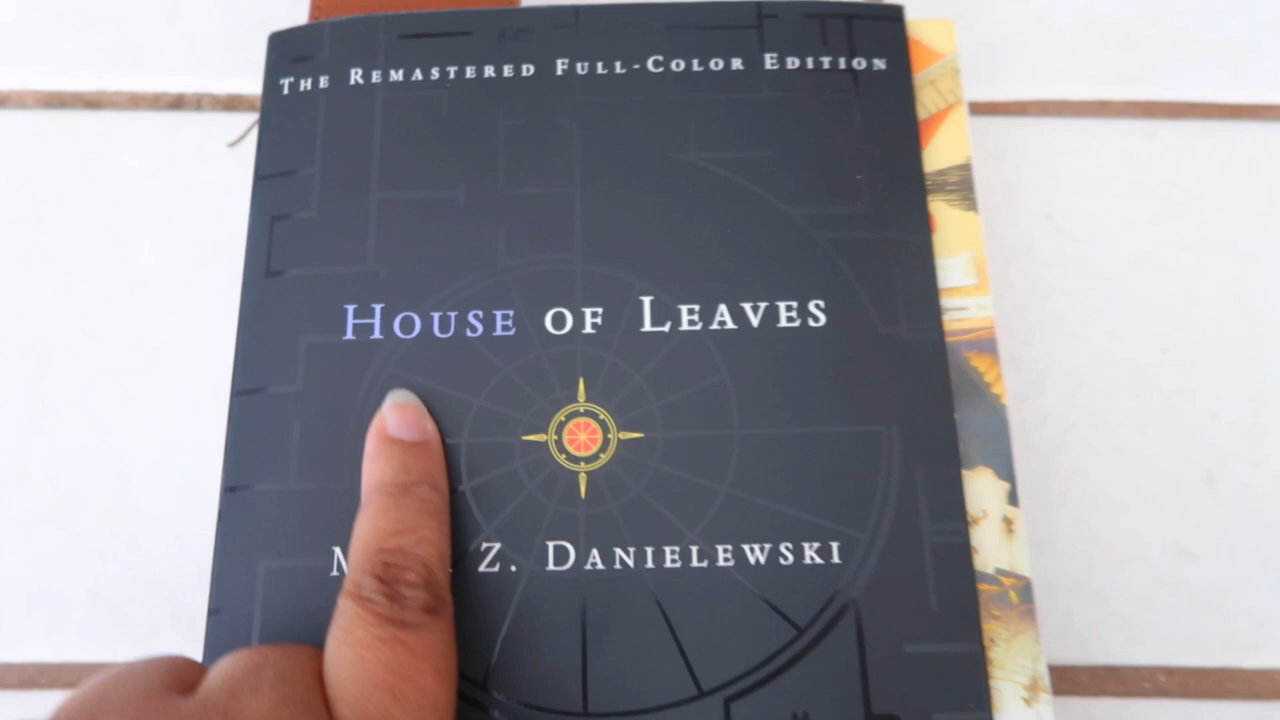 The Remastered Full-Color Edition
House of Leaves
Z. Danielewski